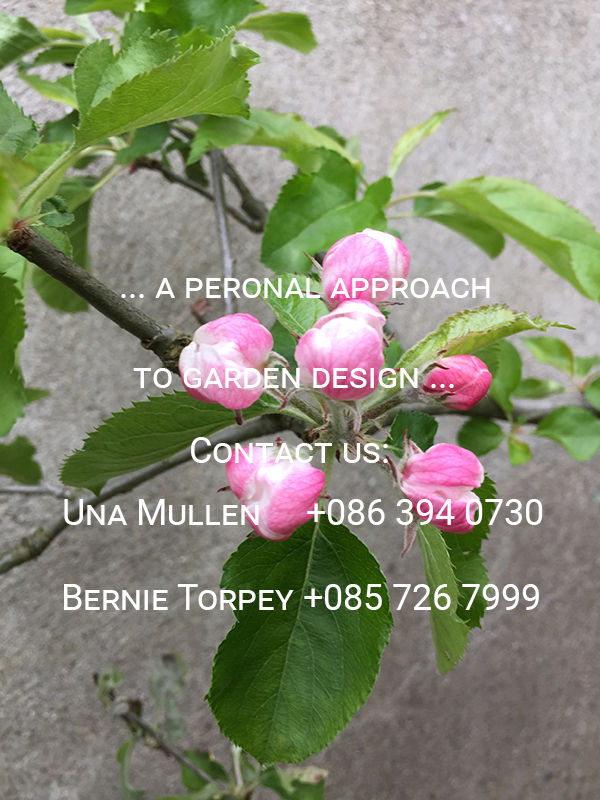 ... A PERONAL APPROACH
TO GARDEN DESIGN ...
CONTACT US:
UNA MULLEN +086 394 0730
BERNIE TORPEY +085 726 7999